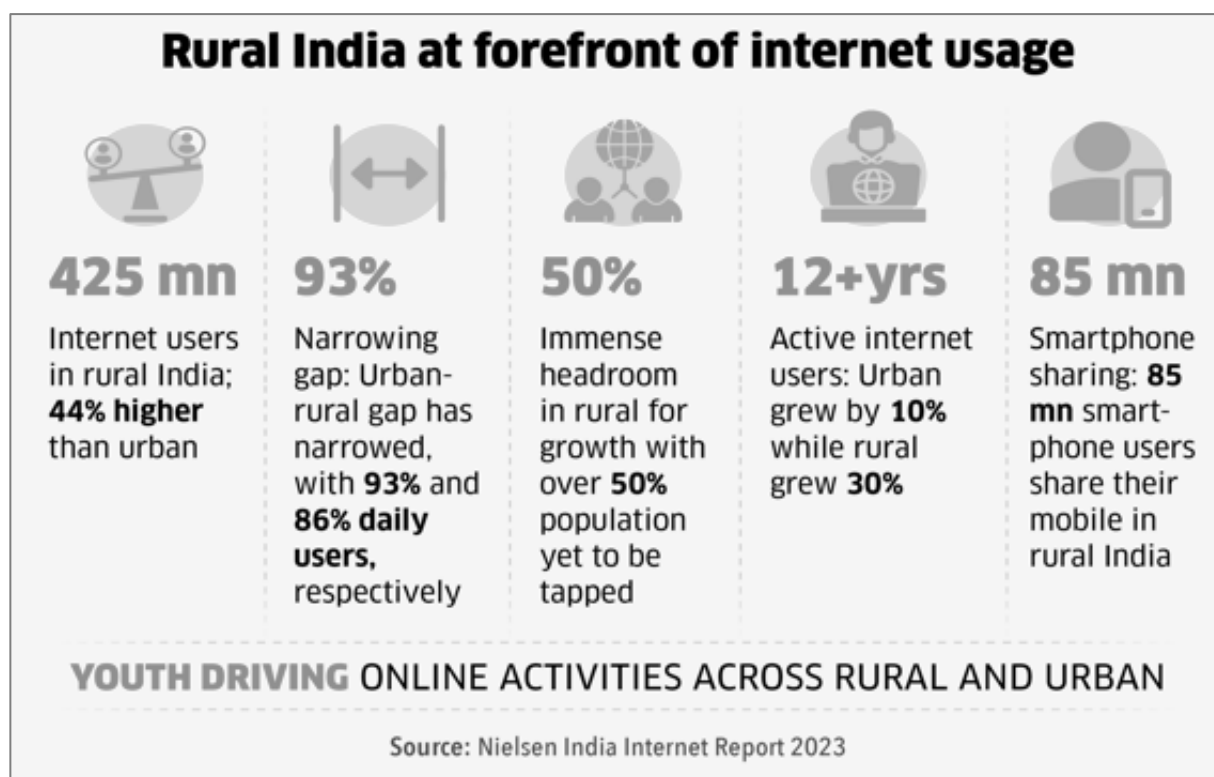 Rural India at forefront of internet usage
425 mn
Internet users
in rural India;
44% higher
than urban
93%
Narrowing
gap: Urban-
rural gap has
narrowed,
with 93% and
86% daily
users,
respectively
50%
Immense
headroom
in rural for
growth with
over 50%
population
yet to be
tapped
12+yrs
Active internet
users: Urban
grew by 10%
while rural
grew 30%
85 mn
Smartphone
sharing: 85
mn smart-
phone users
share their
mobile in
rural India
YOUTH DRIVING ONLINE ACTIVITIES ACROSS RURAL AND URBAN
Source: Nielsen India Internet Report 2023